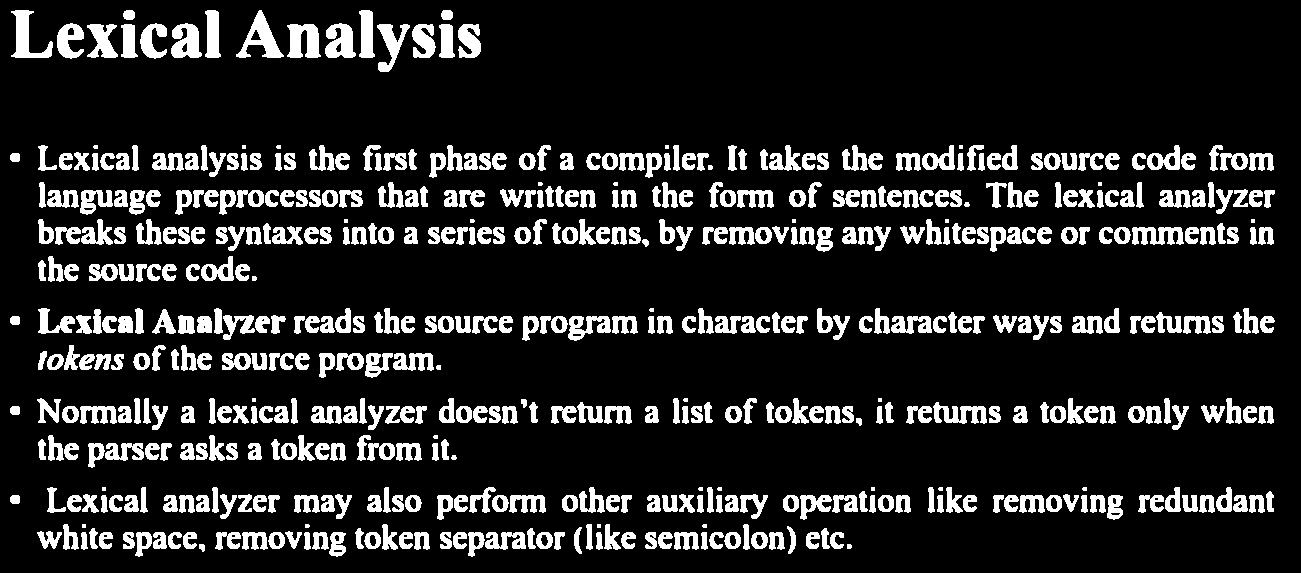 Lexical Analysis
▪ Lexical analysis is the first phase of a compiler. It takes the modified source code from
language preprocessors that are written in the form of sentences. The lexical analyzer
breaks these syntaxes into a series of tokens, by removing any whitespace or comments in
the source code.
▪ Lexical Analyzer reads the source program in character by character ways and returns the
tokens of the source program.
▪ Normally a lexical analyzer doesn't return a list of tokens, it returns a token only when
the parser asks a token from it.
▪ Lexical analyzer may also perform other auxiliary operation like removing redundant
white space, removing token separator (like semicolon) etc.